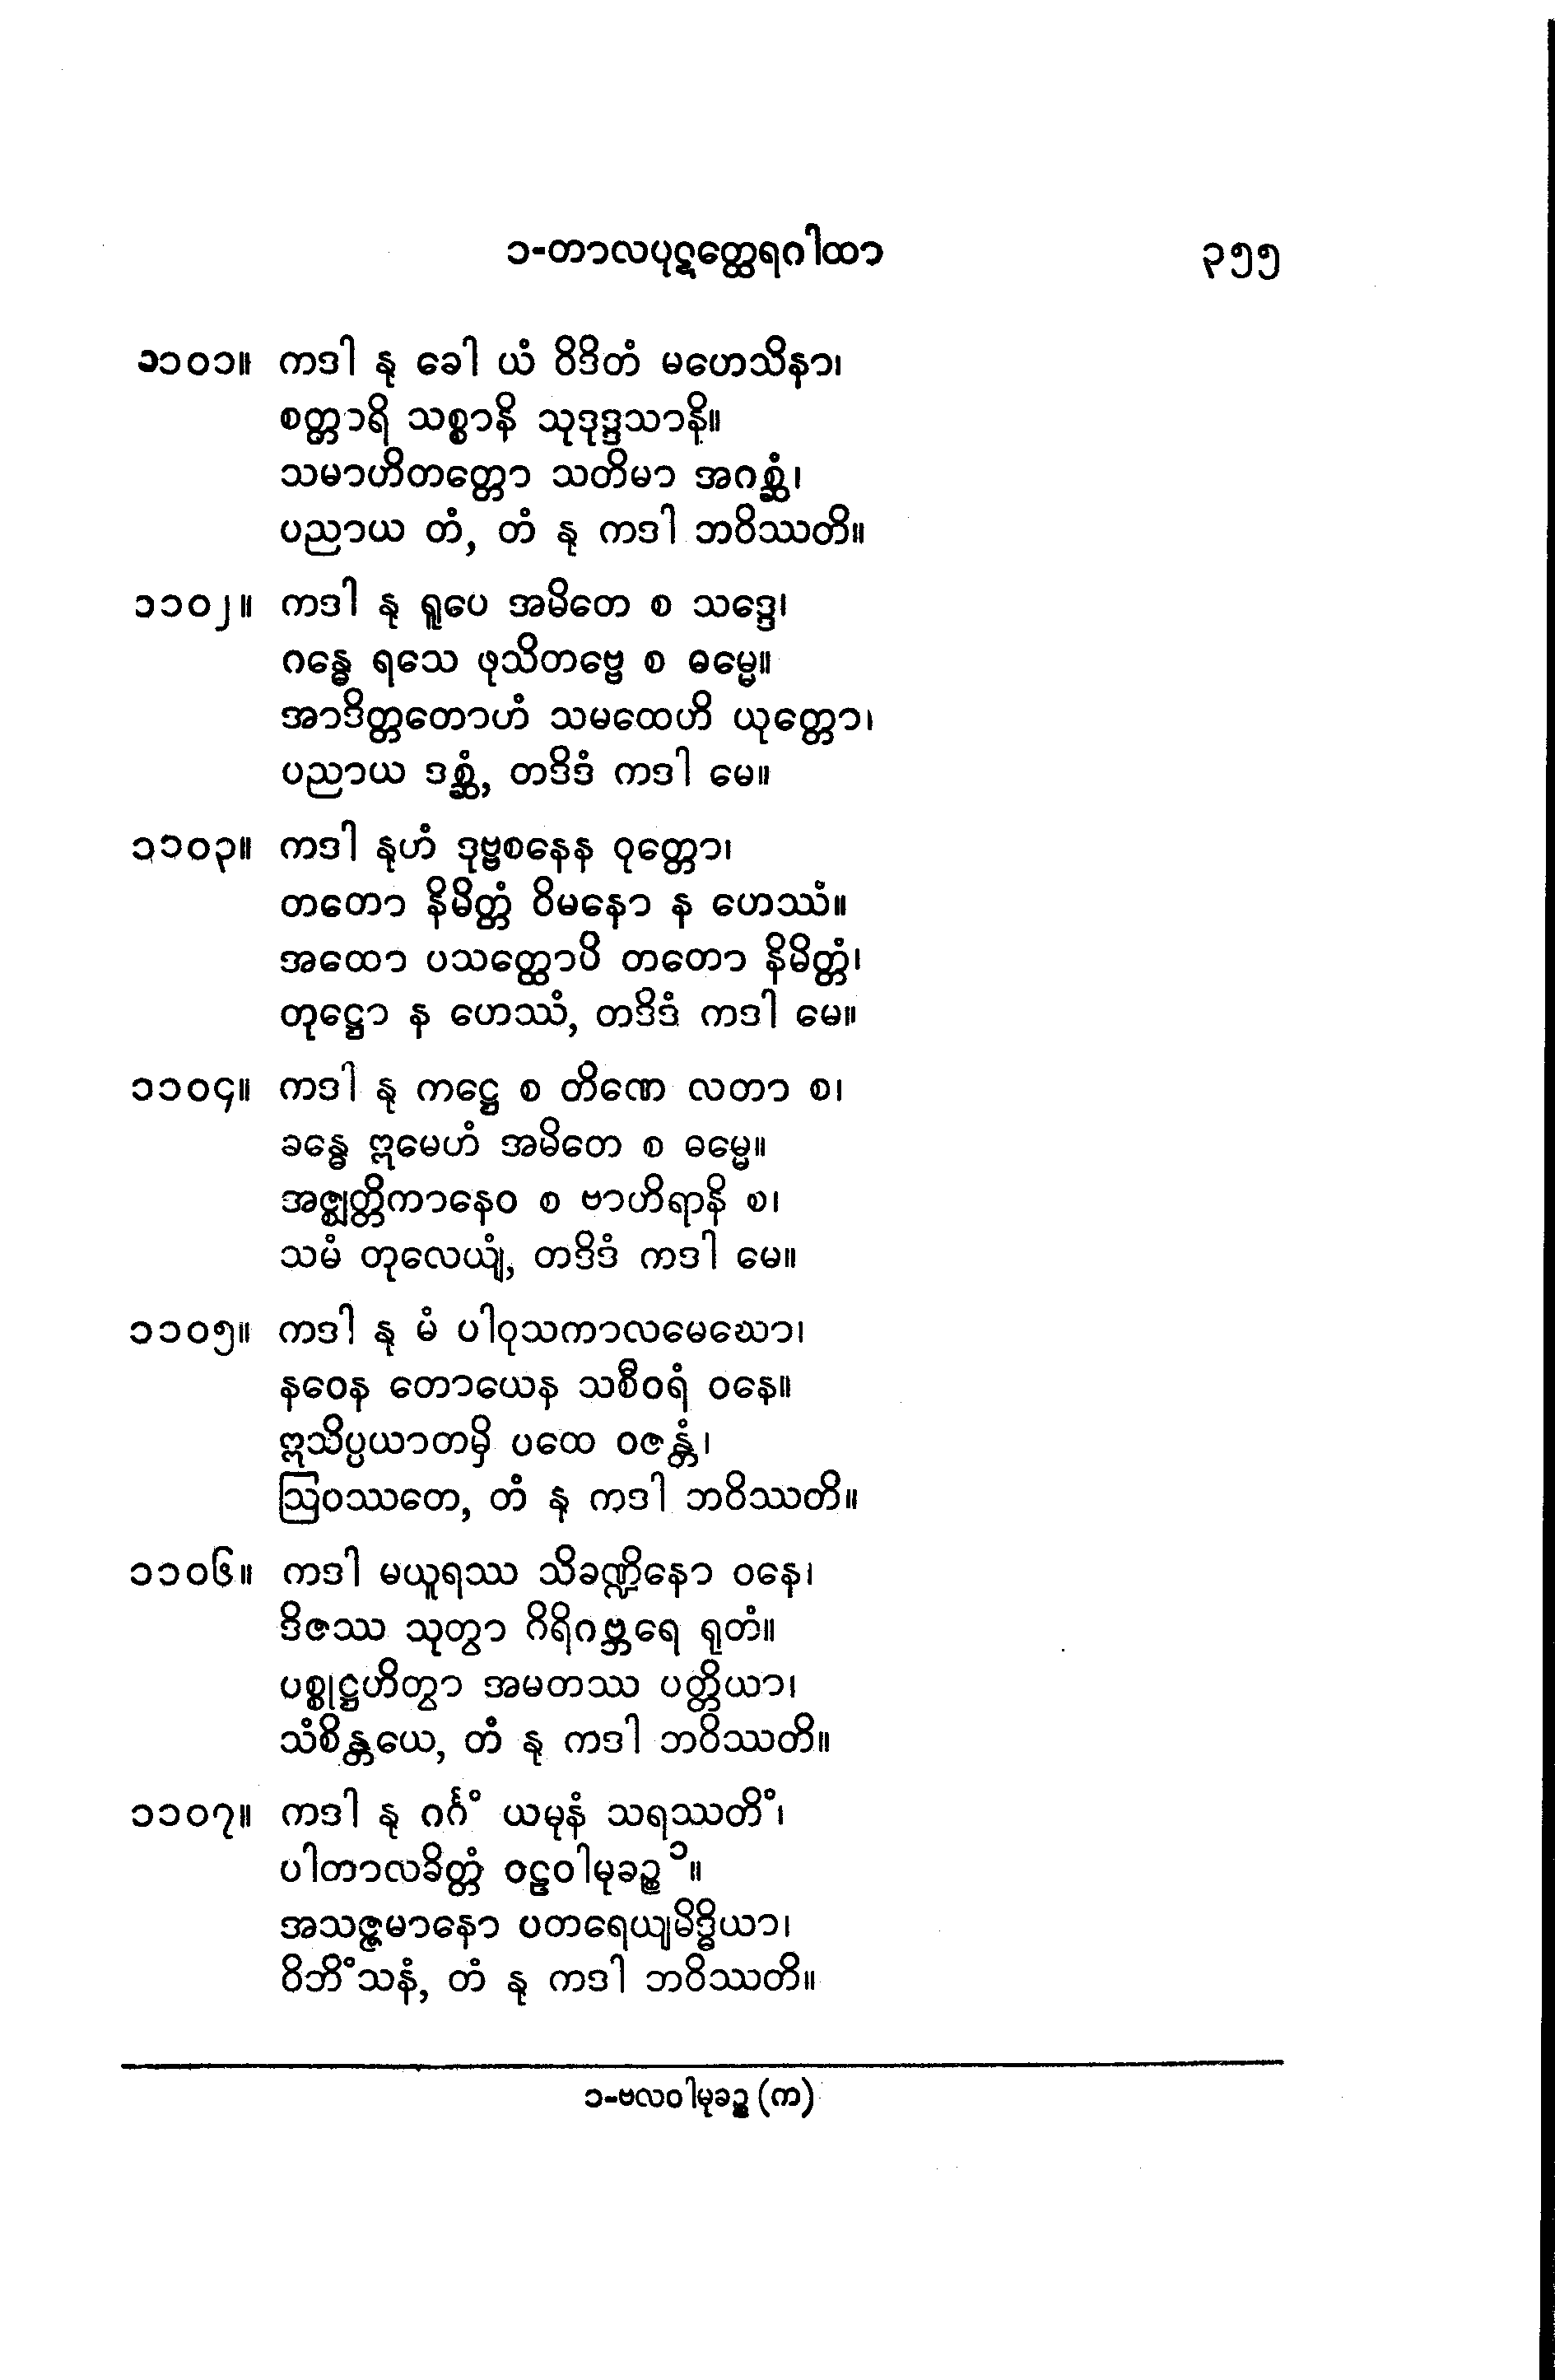 ၁-တာလပုဋတ္ထေရဂါထာ ၃၅၅
၁၁၀၁။ ကဒါ နု ခေါ ယံ ဝိဒိတံ မဟေသိနာ၊
စတ္တာရိ သစ္စာနိ သုဒုဒ္ဒသာနိ။
သမာဟိတတ္တော သတိမာ အဂစ္ဆံ၊
ပညာယ တံ, တံ နု ကဒါ ဘဝိဿတိ။
၁၁၀၂။ ကဒါ နု ရူပေ အမိတေ စ သဒ္ဒေ၊
ဂန္ဓေ ရသေ ဖုသိတဗ္ဗေ စ ဓမ္မေ။
အာဒိတ္တတောဟံ သမထေဟိ ယုတ္တော၊
ပညာယ ဒစ္ဆံ, တဒိဒံ ကဒါ မေ။
၁၁၀၃။ ကဒါ နုဟံ ဒုဗ္ဗစနေန ဝုတ္တော၊
တတော နိမိတ္တံ ဝိမနော န ဟေဿံ။
အထော ပသတ္ထောပိ တတော နိမိတ္တံ၊
တုဋ္ဌော န ဟေဿံ, တဒိဒံ ကဒါ မေ။
၁၁၀၄။ ကဒါ နု ကဋ္ဌေ စ တိဏေ လတာ စ၊
ခန္ဓေ ဣမေဟံ အမိတေ စ ဓမ္မေ။
အဇ္ဈတ္တိကာနေဝ စ ဗာဟိရာနိ စ၊
သမံ တုလေယျံ, တဒိဒံ ကဒါ မေ။
၁၁၀၅။ ကဒါ နု မံ ပါဝုသကာလမေဃော၊
နဝေန တောယေန သစီဝရံ ဝနေ။
ဣသိပ္ပယာတမှိ ပထေ ဝဇန္တံ၊
ဩဝဿတေ, တံ နု ကဒါ ဘဝိဿတိ။
၁၁၀၆။ ကဒါ မယူရဿ သိခဏ္ဍိနော ဝနေ၊
ဒိဇဿ သုတွာ ဂိရိဂဗ္ဘရေ ရုတံ။
ပစ္စုဋ္ဌဟိတွာ အမတဿ ပတ္တိယာ၊
သံစိန္တယေ, တံ နု ကဒါ ဘဝိဿတိ။
၁၁၀၇။ ကဒါ နု ဂင်္ဂံ ယမုနံ သရဿတိံ၊
ပါတာလခိတ္တံ ဝဠဝါမုခဉ္စ ၁။
အသဇ္ဇမာနော ပတရေယျမိဒ္ဓိယာ၊
ဝိဘိံသနံ, တံ နု ကဒါ ဘဝိဿတိ။
၁-ဗလဝါမုခဉ္စ (က)